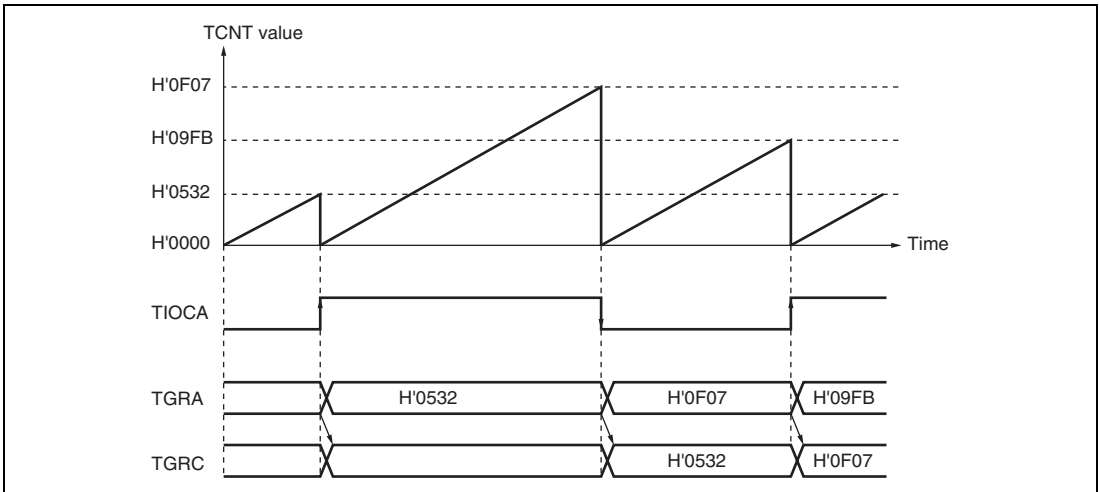 TCNT value
H'0F07
H'09FB
H'0532
H'0000
Time
TIOCA
TGRA
H'0532
H'0F07
H'09FB
TGRC
H'0532
H'0F07